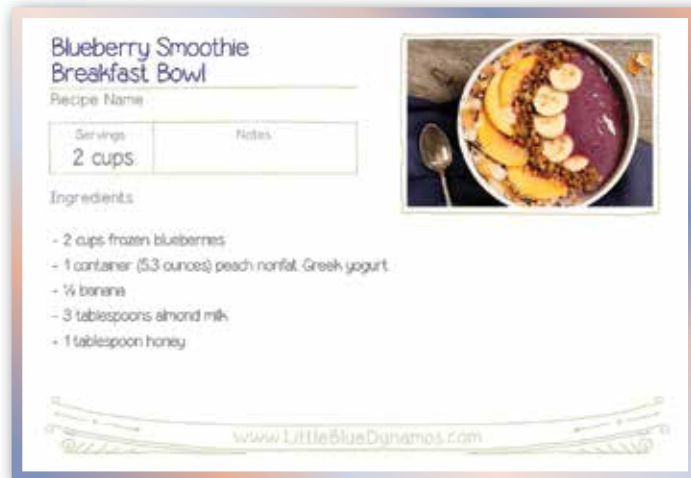 Blueberry Smoothie
Breakfast Bowl
Recipe Name
Servings
2 cups
Notes
Ingredients
- 2 cups frozen blueberries
- 1 container (5.3 ounces) peach nonfat Greek yogurt
- ½ banana
- 3 tablespoons almond milk
- 1 tablespoon honey
www.LittleBlueDynamos.com